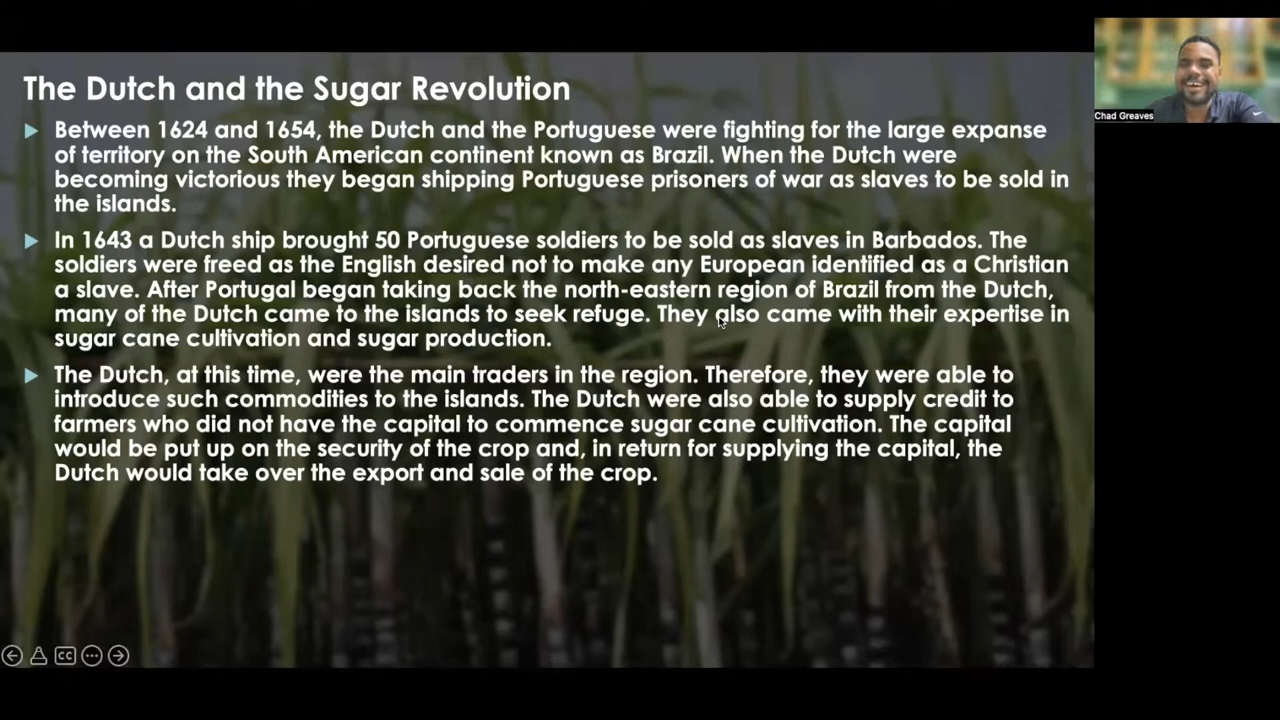 The Dutch and the Sugar Revolution
Between 1624 and 1654, the Dutch and the Portuguese were fighting for the large expanse
of territory on the South American continent known as Brazil. When the Dutch were
becoming victorious they began shipping Portuguese prisoners of war as slaves to be sold in
the islands.
In 1643 a Dutch ship brought 50 Portuguese soldiers to be sold as slaves in Barbados. The
soldiers were freed as the English desired not to make any European identified as a Christian
a slave. After Portugal began taking back the north-eastern region of Brazil from the Dutch,
many of the Dutch came to the islands to seek refuge. They also came with their expertise in
sugar cane cultivation and sugar production.
The Dutch, at this time, were the main traders in the region. Therefore, they were able to
introduce such commodities to the islands. The Dutch were also able to supply credit to
farmers who did not have the capital to commence sugar cane cultivation. The capital
would be put up on the security of the crop and, in return for supplying the capital, the
Dutch would take over the export and sale of the crop.
Chad Greaves
CC